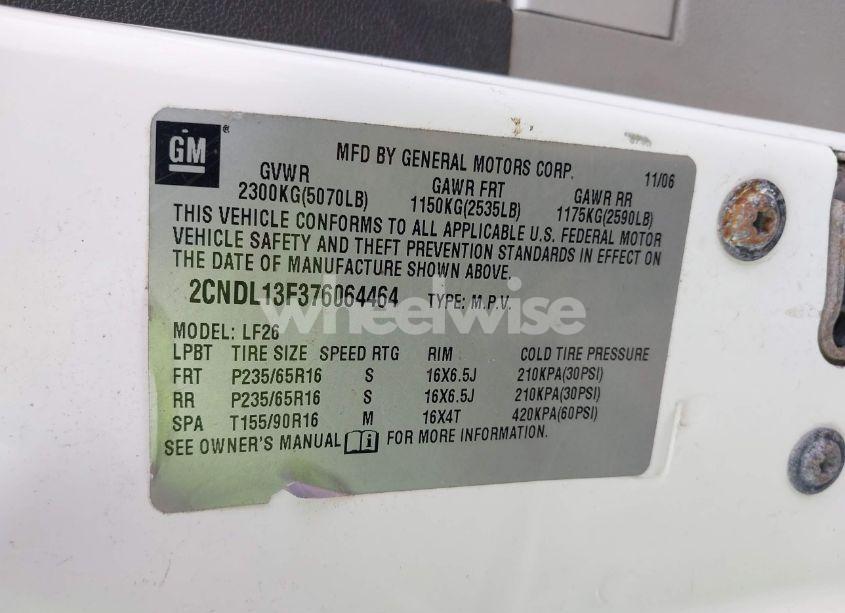 GM ®
MFD BY GENERAL MOTORS CORP. 11/06
GVWR GAWR FRT GAWR RR
2300KG(5070LB) 1150KG(2535LB) 1175KG(2590LB)
THIS VEHICLE CONFORMS TO ALL APPLICABLE U.S. FEDERAL MOTOR
VEHICLE SAFETY AND THEFT PREVENTION STANDARDS IN EFFECT ON
THE DATE OF MANUFACTURE SHOWN ABOVE.
2CNDL13F376064464 TYPE: M.P.V.
wheelwise
MODEL: LF26
LPBT TIRE SIZE SPEED RTG RIM COLD TIRE PRESSURE
FRT P235/65R16 S 16X6.5J 210KPA(30PSI)
RR P235/65R16 S 16X6.5J 210KPA(30PSI)
SPA T155/90R16 M 16X4T 420KPA(60PSI)
SEE OWNER'S MANUAL i FOR MORE INFORMATION.